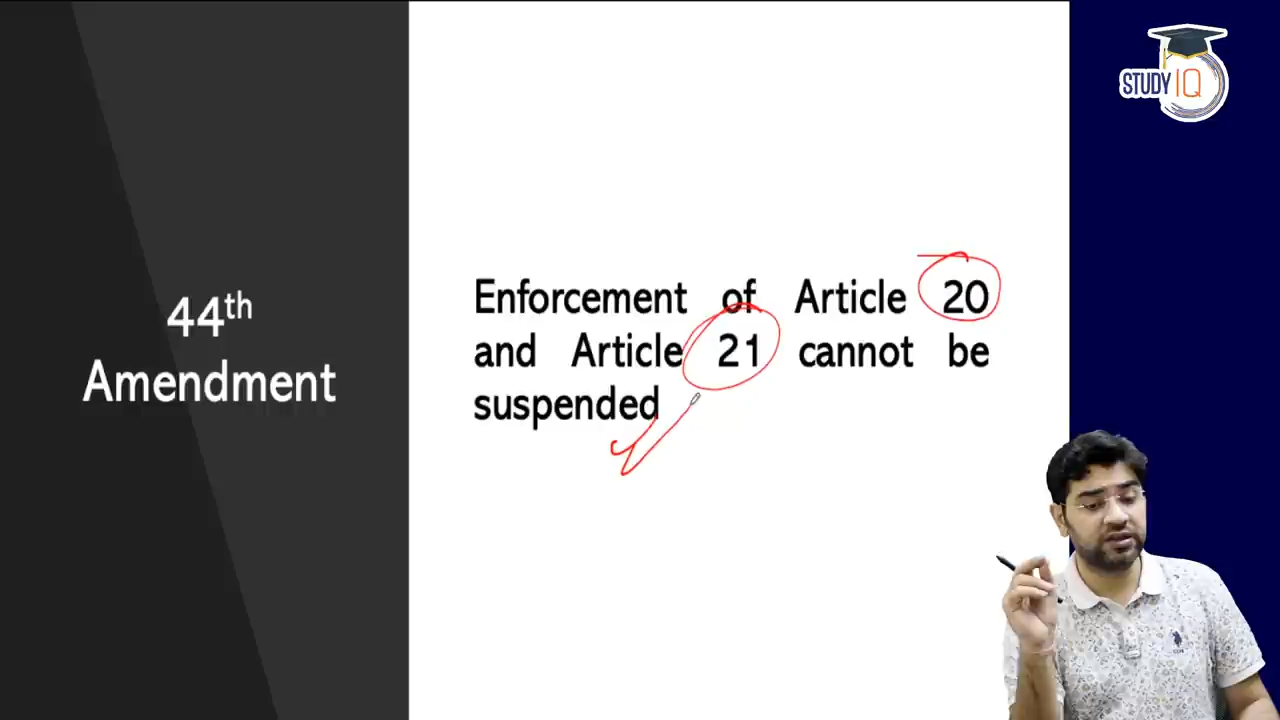 44th
Amendment
Enforcement of Article 20
and Article 21 cannot be
suspended
STUDY IQ